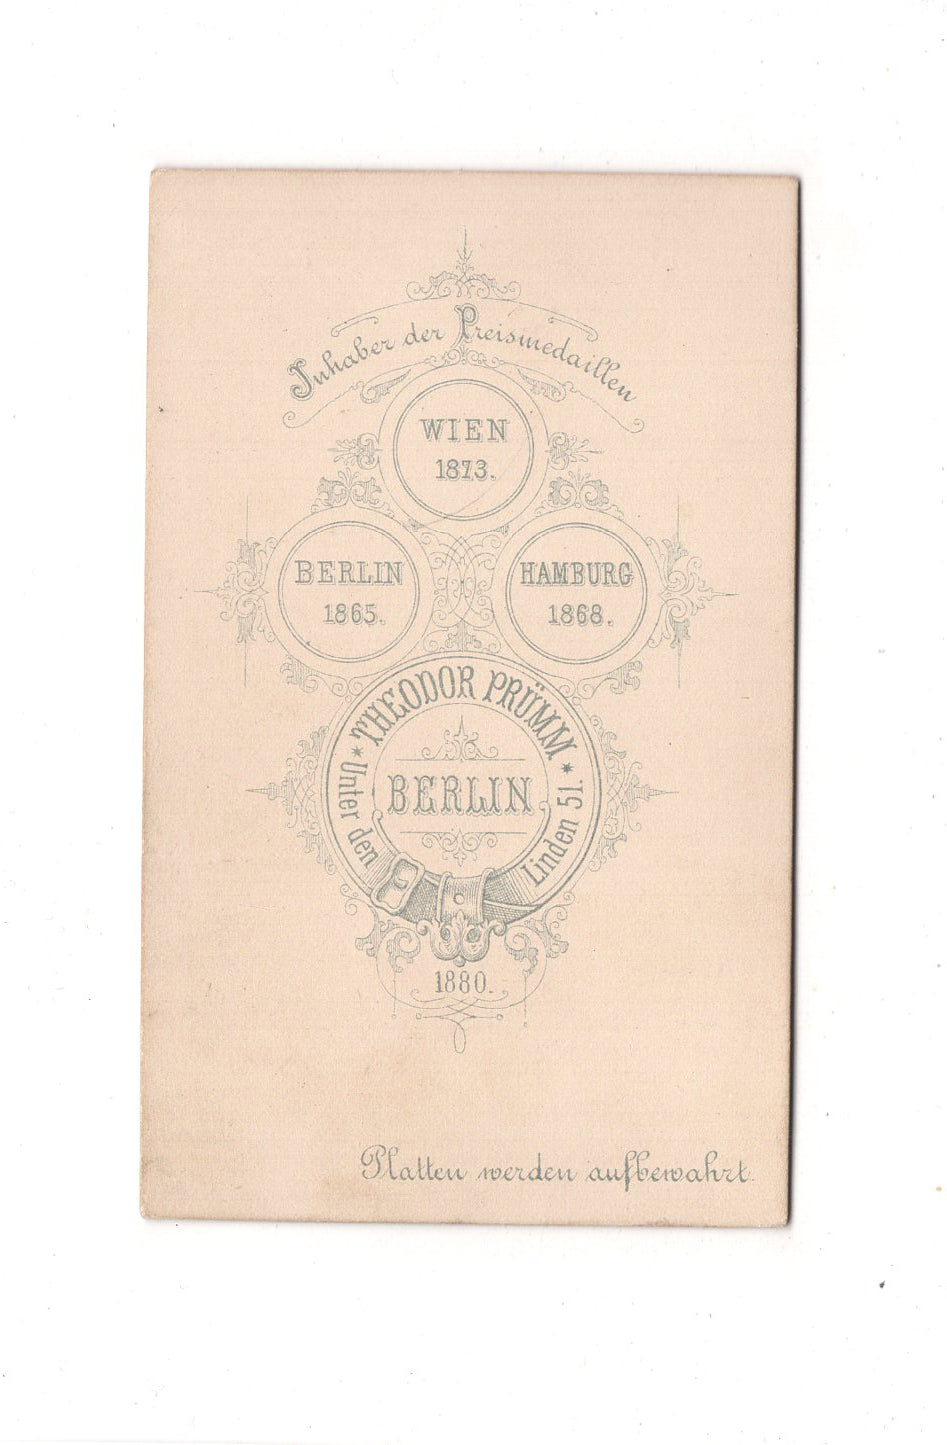 Inhaber der Preismedaillen
WIEN
1873.
BERLIN
1865.
HAMBURG
1868.
THEODOR PRÜMM
* Unter den Linden 51. *
BERLIN
1880.
Platten werden aufbewahrt.